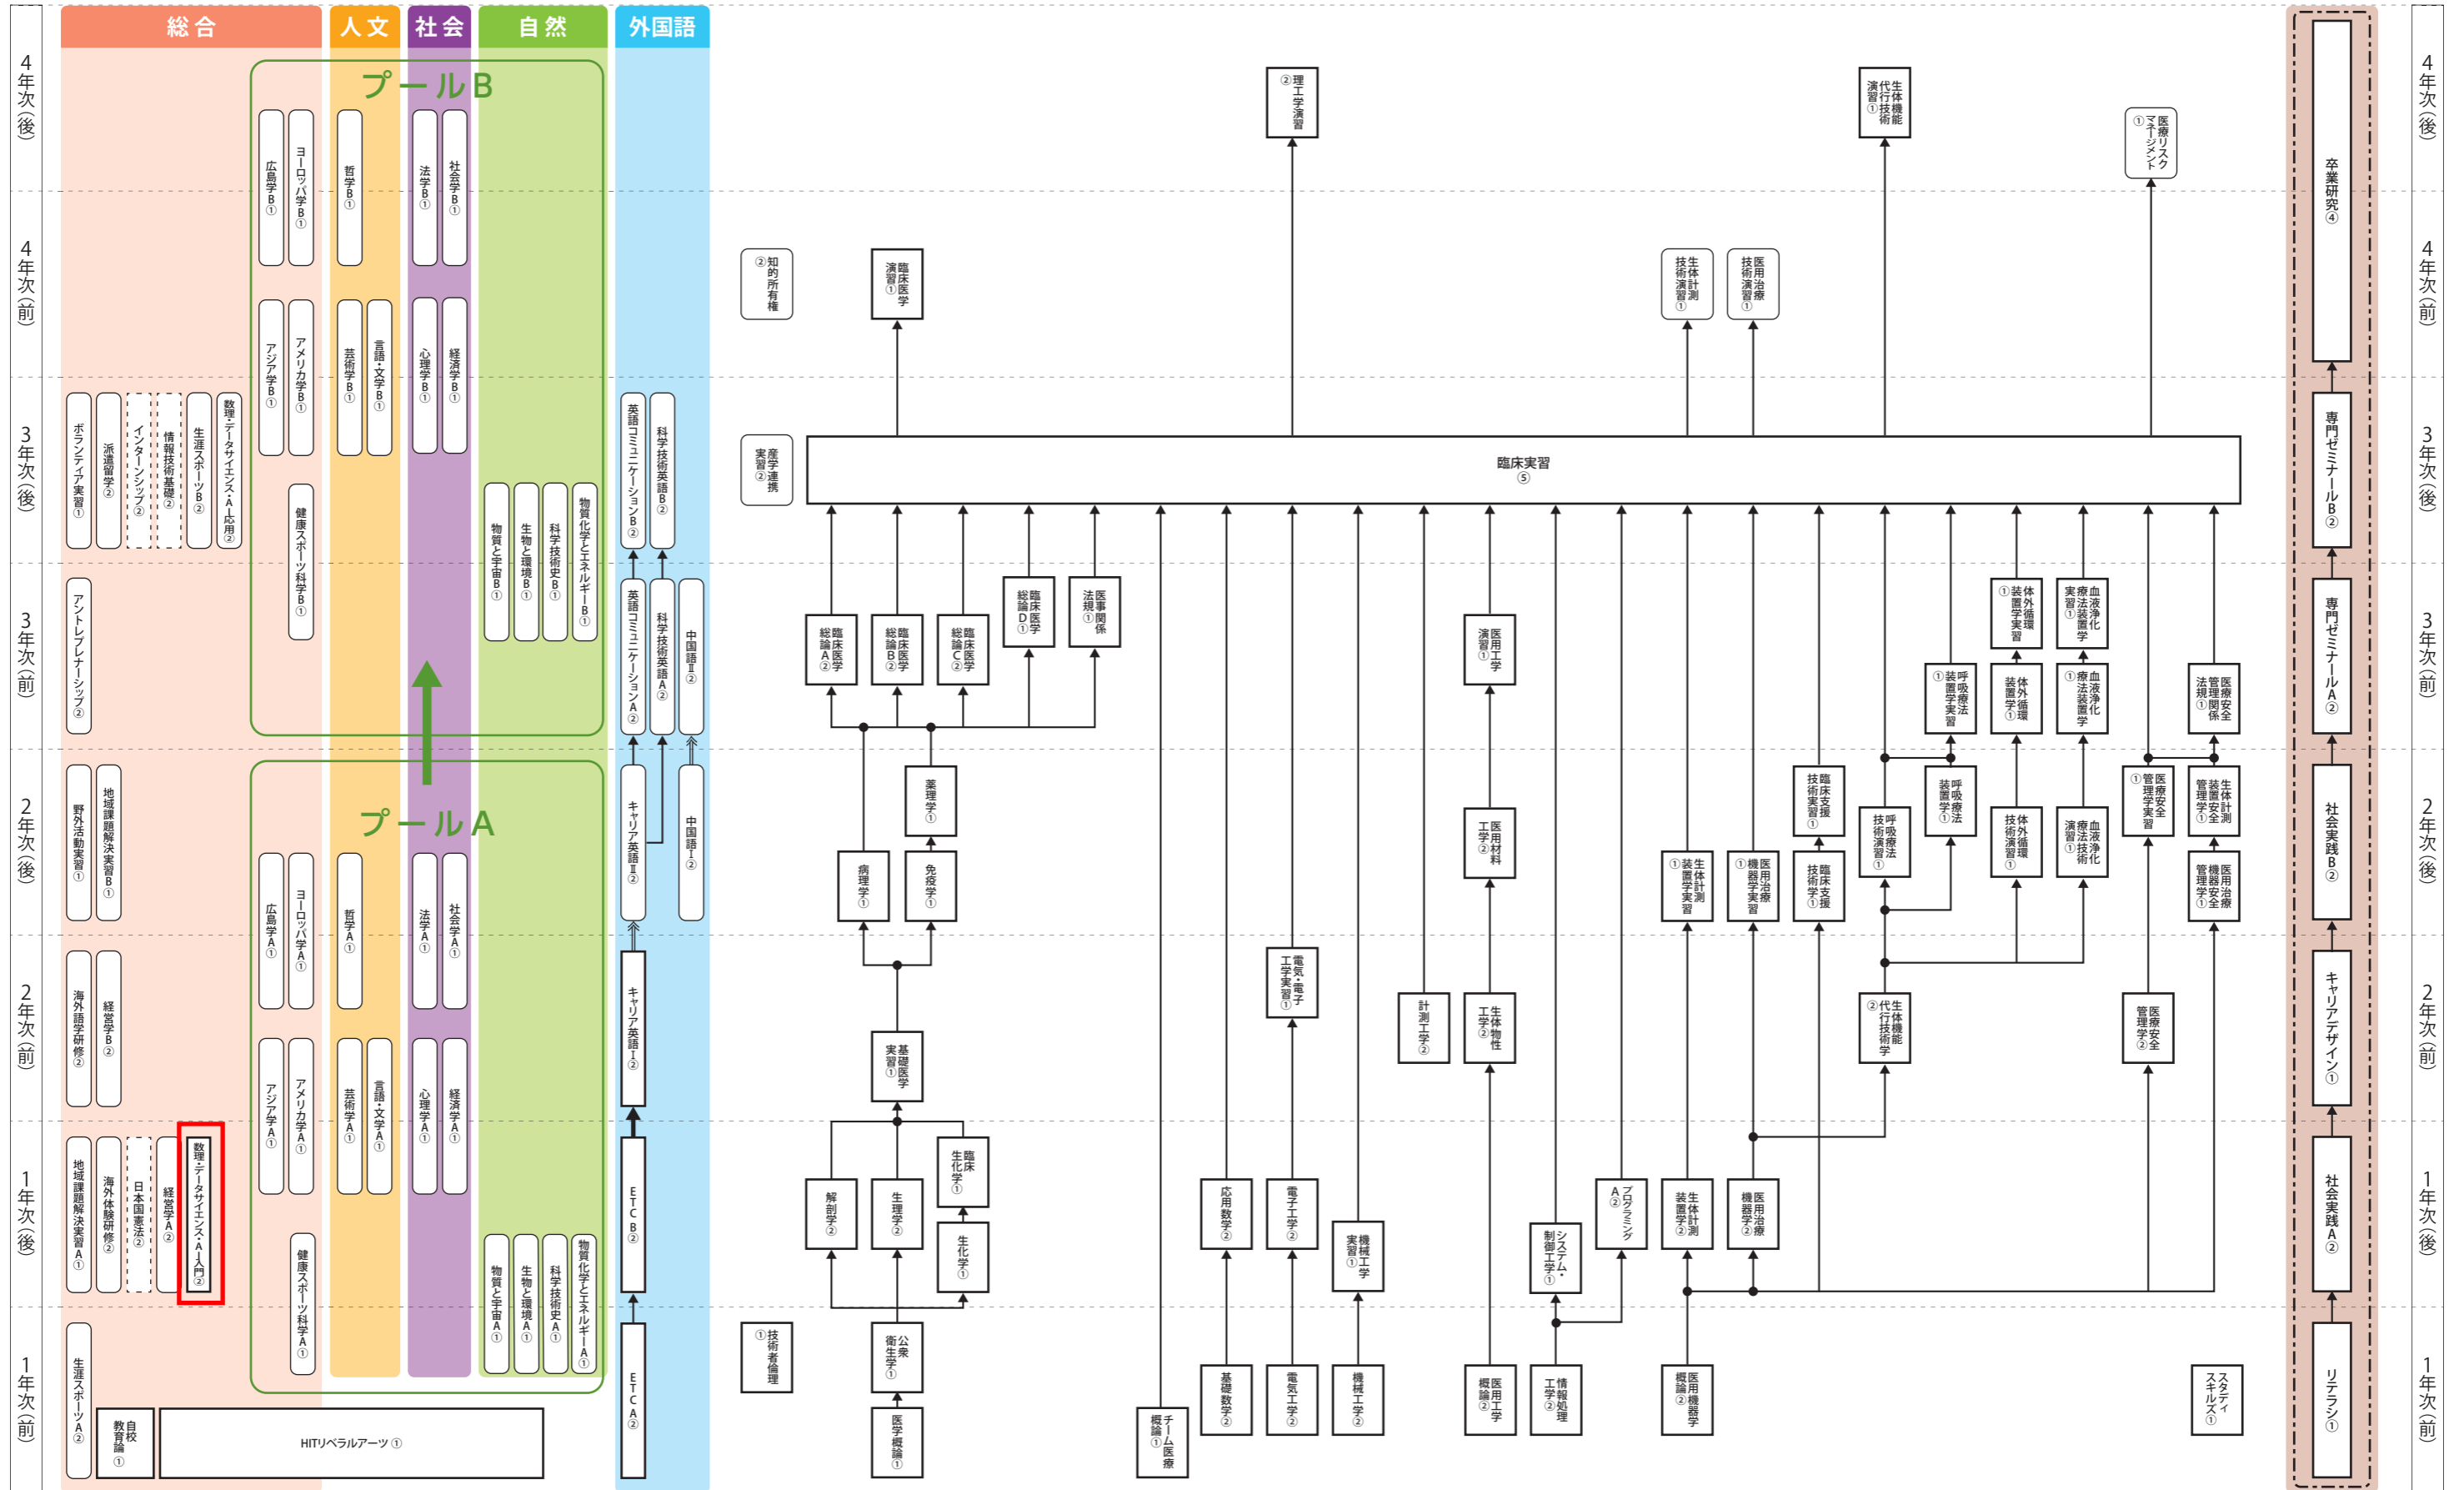 総合
人文
社会
自然
外国語
4年次(後)
4年次(前)
3年次(後)
3年次(前)
2年次(後)
2年次(前)
1年次(後)
1年次(前)
プールB
広島学B①
ヨーロッパ学B①
哲学B①
法学B①
社会学B①
アジア学B①
アメリカ学B①
芸術学B①
言語・文学B①
心理学B①
経済学B①
ボランティア実習①
派遣留学②
インターンシップ②
情報技術基礎②
生涯スポーツB②
数理・データサイエンス・AI応用②
健康スポーツ科学B①
物質と宇宙B①
生物と環境B①
科学技術史B①
物質化学とエネルギーB①
英語コミュニケーションB②
科学技術英語B②
アントレプレナーシップ②
英語コミュニケーションA②
科学技術英語A②
中国語Ⅱ②
プールA
野外活動実習①
地域課題解決実習B①
広島学A①
ヨーロッパ学A①
哲学A①
法学A①
社会学A①
キャリア英語Ⅱ②
中国語Ⅰ②
海外語学研修②
経営学B②
アジア学A①
アメリカ学A①
芸術学A①
言語・文学A①
心理学A①
経済学A①
キャリア英語Ⅰ②
地域課題解決実習A①
海外体験研修②
日本国憲法②
経営学A②
数理・データサイエンス・AI入門②
健康スポーツ科学A①
物質と宇宙A①
生物と環境A①
科学技術史A①
物質化学とエネルギーA①
ETC B②
生涯スポーツA②
自校
教育論①
HITリベラルアーツ①
ETC A②
理工学演習
②
生体機能
代行技術
演習①
医療リスク
マネージメント
①
知的所有権
②
臨床医学
演習①
生体計測
技術演習①
医用治療
技術演習①
産学連携
実習②
臨床実習
⑤
臨床医学
総論A②
臨床医学
総論B②
臨床医学
総論C②
臨床医学
総論D①
医事関係
法規①
医用工学
演習①
呼吸療法
装置学実習
①
体外循環
装置学実習
①
体外循環
装置学①
血液浄化
療法装置学
実習①
血液浄化
療法装置学
①
医療安全
管理関係
法規①
病理学①
薬理学①
免疫学①
医用材料
工学②
生体計測
装置学実習
①
医用治療
機器学実習
①
臨床支援
技術実習①
臨床支援
技術学①
呼吸療法
技術演習①
呼吸療法
装置学①
体外循環
技術演習①
血液浄化
療法技術
演習①
医療安全
管理学実習
①
生体計測
装置安全
管理学①
医用治療
機器安全
管理学①
基礎医学
実習①
電気・電子
工学実習①
計測工学②
生体物性
工学②
生体機能
代行技術学
②
医療安全
管理学②
解剖学②
生理学②
臨床
生化学①
生化学①
応用数学②
電子工学②
機械工学
実習①
システム・
制御工学①
プログラミング
A②
生体計測
装置学②
医用治療
機器学②
技術者倫理
①
公衆
衛生学①
医学概論①
チーム医療
概論①
基礎数学②
電気工学②
機械工学②
医用工学
概論②
情報処理
工学②
医用機器学
概論②
スタディ
スキルズ①
卒業研究④
専門ゼミナールB②
専門ゼミナールA②
社会実践B②
キャリアデザイン①
社会実践A②
リテラシ①
4年次(後)
4年次(前)
3年次(後)
3年次(前)
2年次(後)
2年次(前)
1年次(後)
1年次(前)